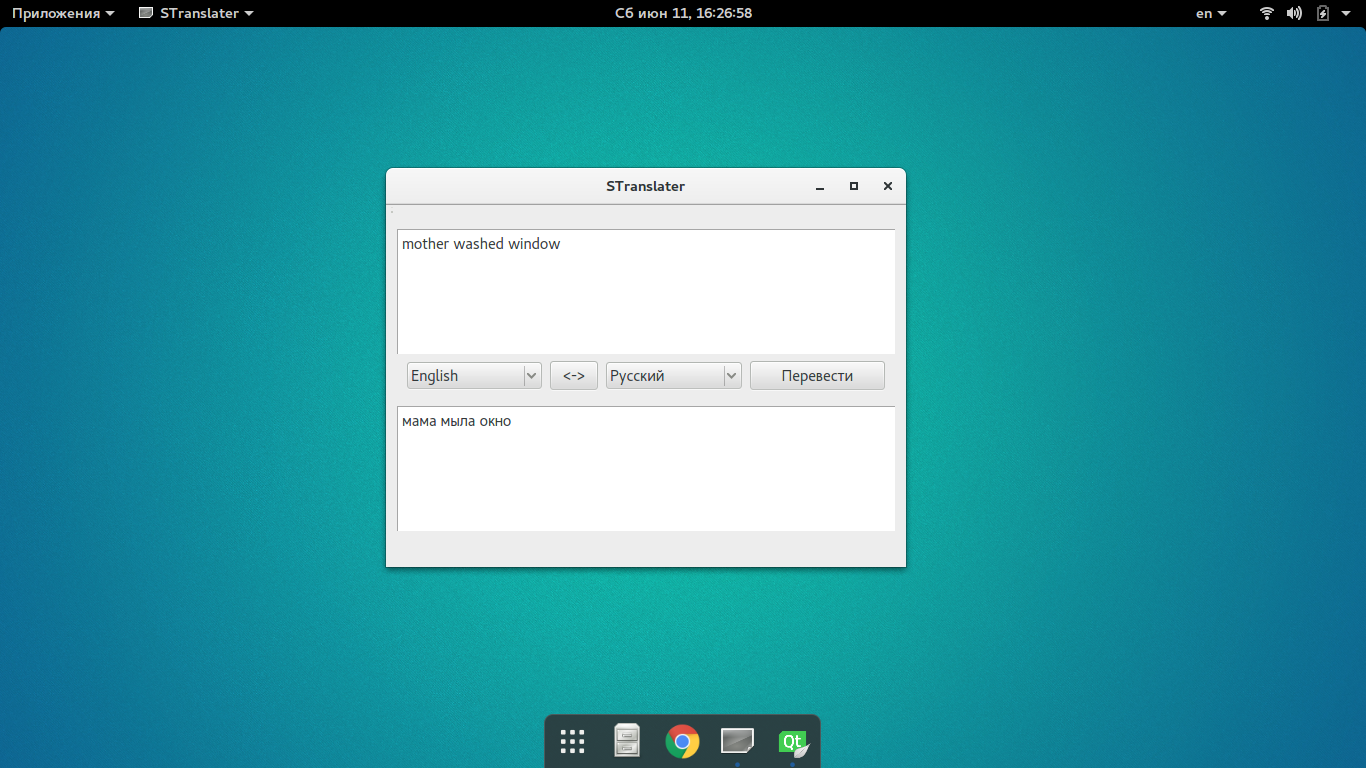 Приложения STranslater Сб июн 11, 16:26:58 en
STranslater
mother washed window
English <-> Русский Перевести
мама мыла окно
Qt